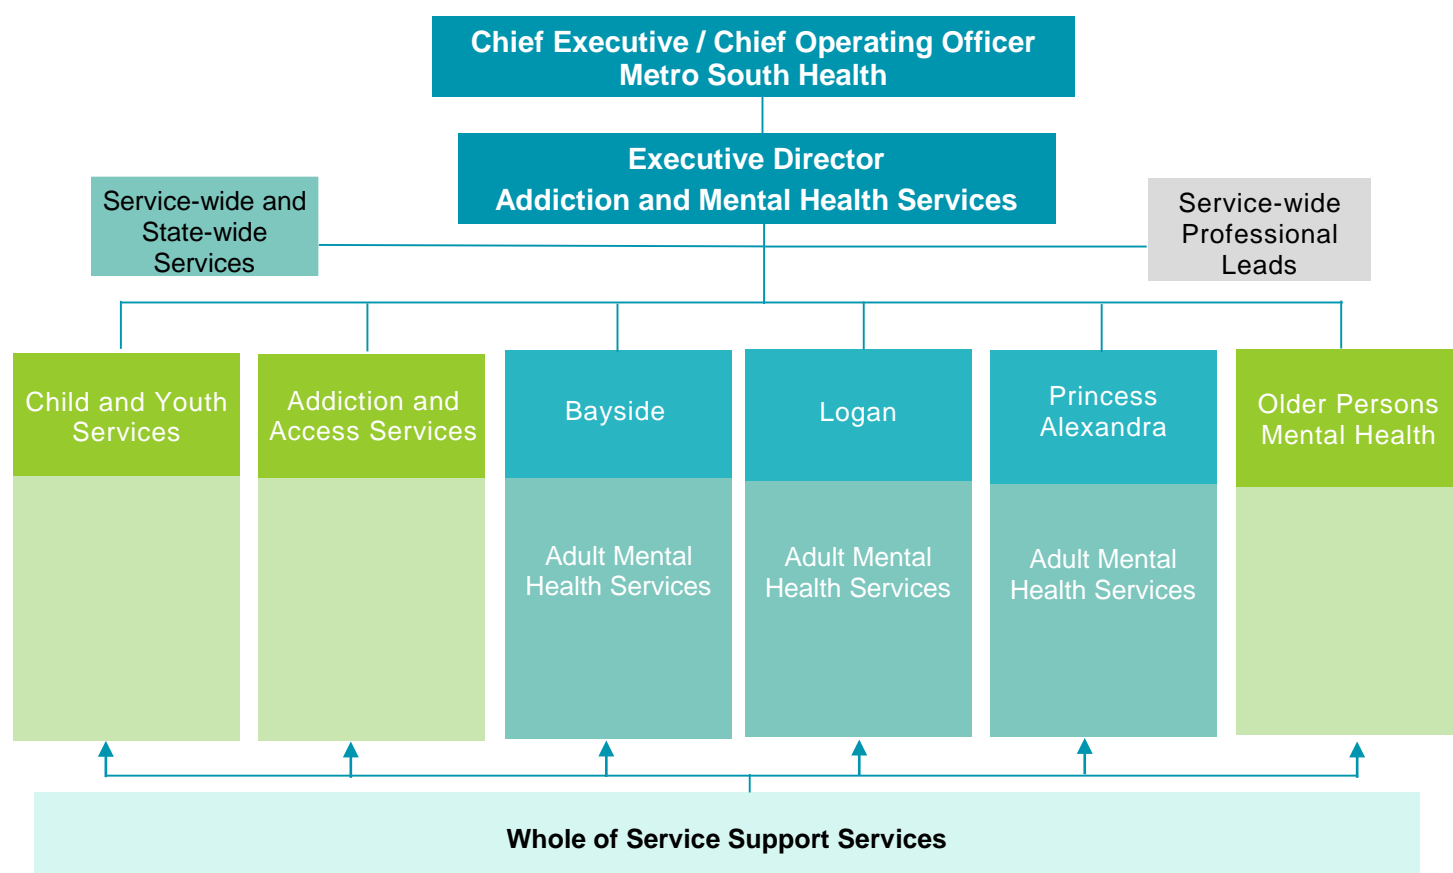 Chief Executive / Chief Operating Officer
Metro South Health
Executive Director
Addiction and Mental Health Services
Service-wide and
State-wide
Services
Service-wide
Professional
Leads
Child and Youth
Services
Addiction and
Access Services
Bayside
Logan
Princess
Alexandra
Older Persons
Mental Health
Adult Mental
Health Services
Adult Mental
Health Services
Adult Mental
Health Services
Whole of Service Support Services